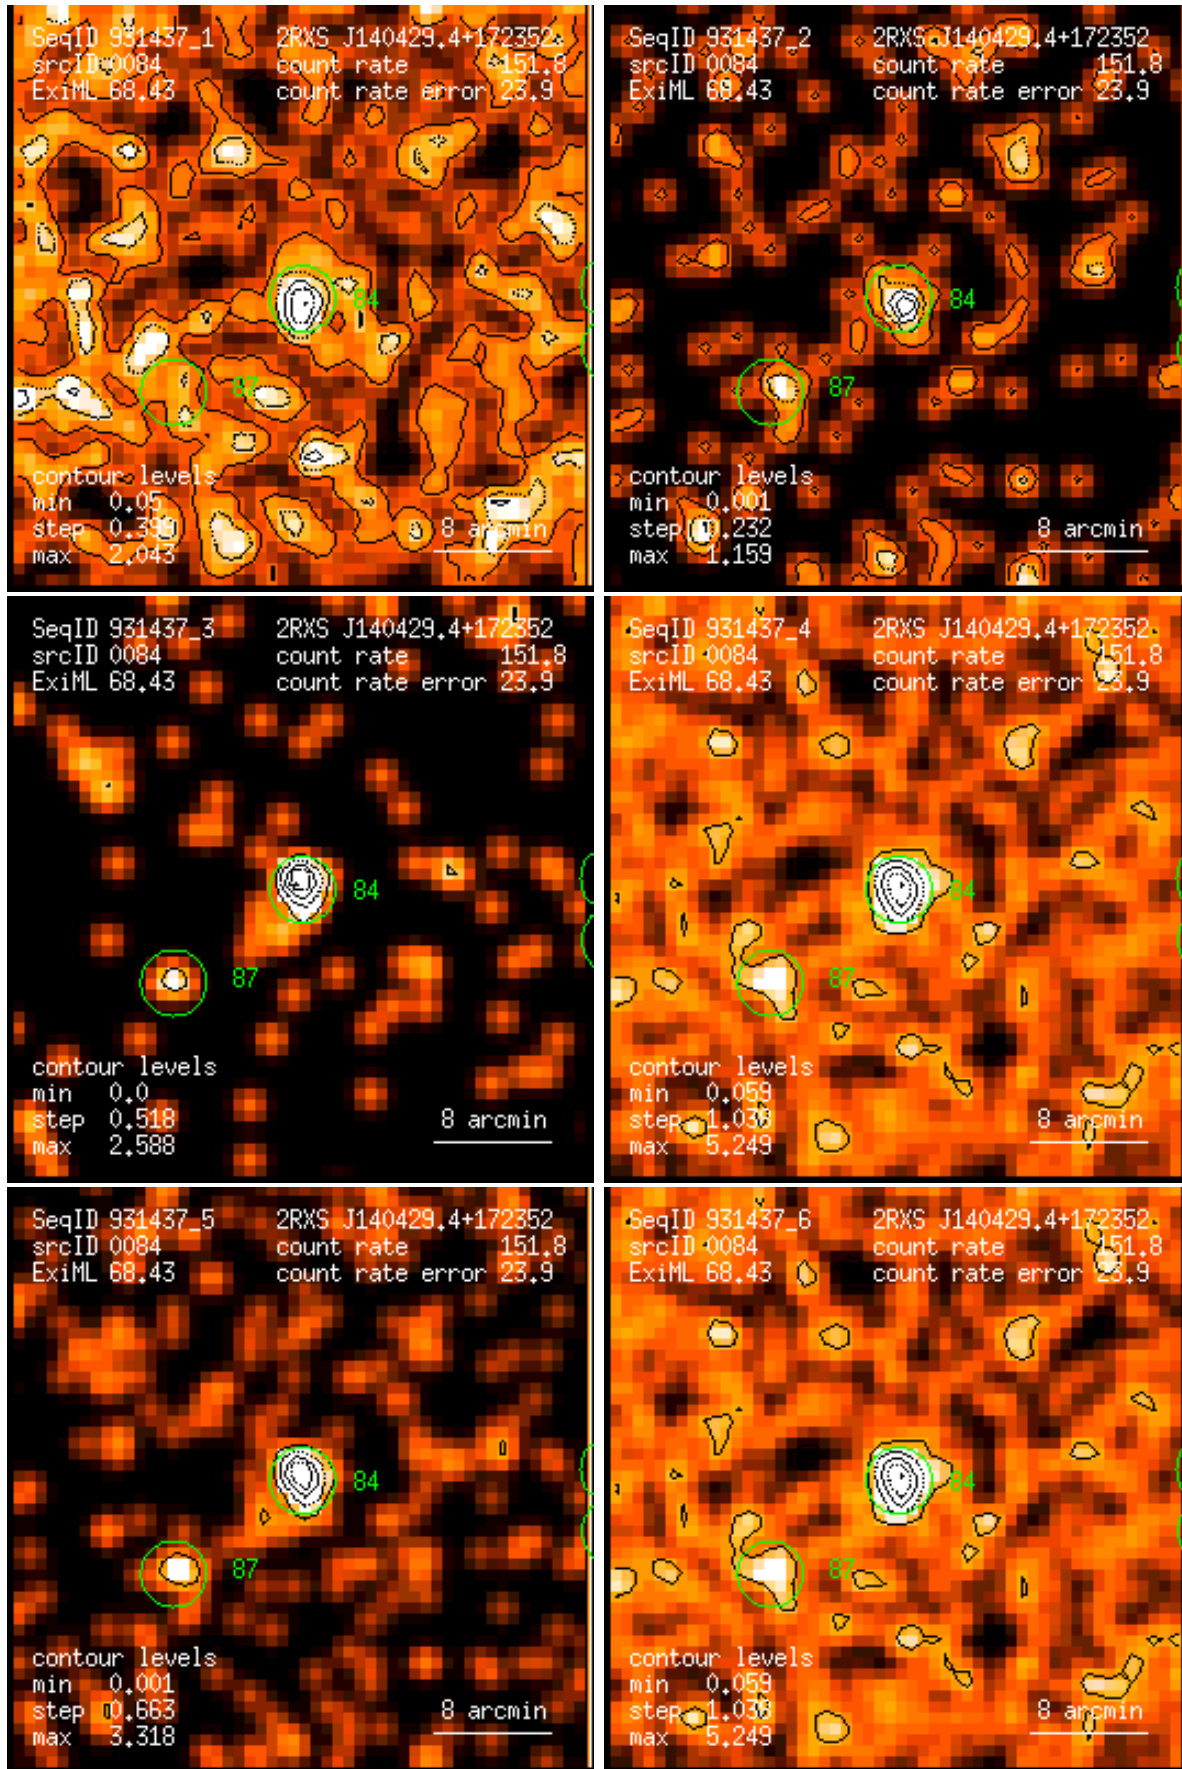 SeqID 931437_1 2RXS J140429.4+172352
srcID 0084 count rate 151.8
ExiML 68.43 count rate error 23.9
84
87
contour levels
min 0.05
step 0.399
max 2.043
8 arcmin
SeqID 931437_2 2RXS J140429.4+172352
srcID 0084 count rate 151.8
ExiML 68.43 count rate error 23.9
84
87
contour levels
min 0.001
step 0.232
max 1.159
8 arcmin
SeqID 931437_3 2RXS J140429.4+172352
srcID 0084 count rate 151.8
ExiML 68.43 count rate error 23.9
84
87
contour levels
min 0.0
step 0.518
max 2.588
8 arcmin
SeqID 931437_4 2RXS J140429.4+172352
srcID 0084 count rate 151.8
ExiML 68.43 count rate error 23.9
84
87
contour levels
min 0.059
step 1.038
max 5.249
8 arcmin
SeqID 931437_5 2RXS J140429.4+172352
srcID 0084 count rate 151.8
ExiML 68.43 count rate error 23.9
84
87
contour levels
min 0.001
step 0.663
max 3.318
8 arcmin
SeqID 931437_6 2RXS J140429.4+172352
srcID 0084 count rate 151.8
ExiML 68.43 count rate error 23.9
84
87
contour levels
min 0.059
step 1.038
max 5.249
8 arcmin